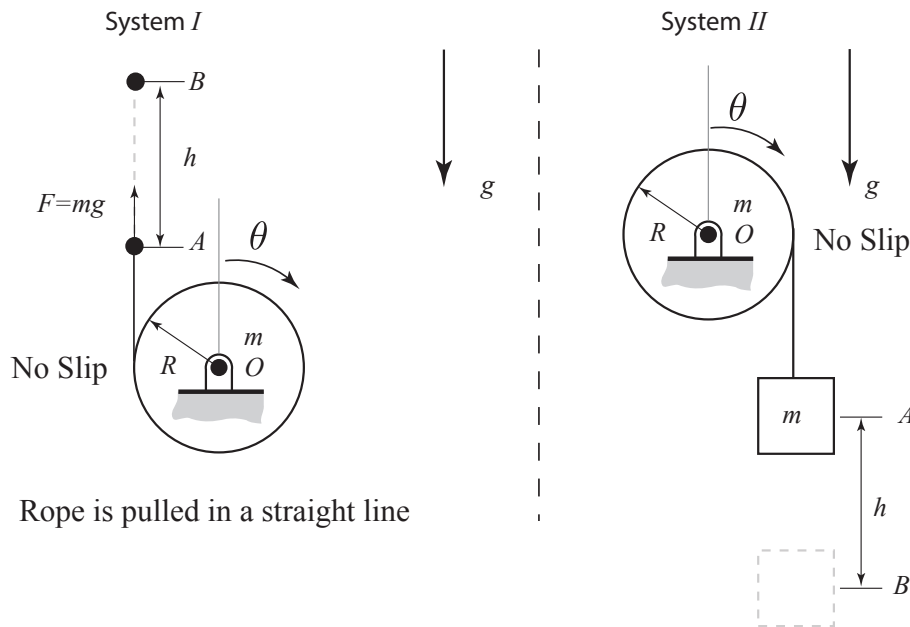 System I
B
h
F=mg
A
θ
g
m
R
O
No Slip
Rope is pulled in a straight line
System II
θ
g
m
R
O
No Slip
m
A
h
B